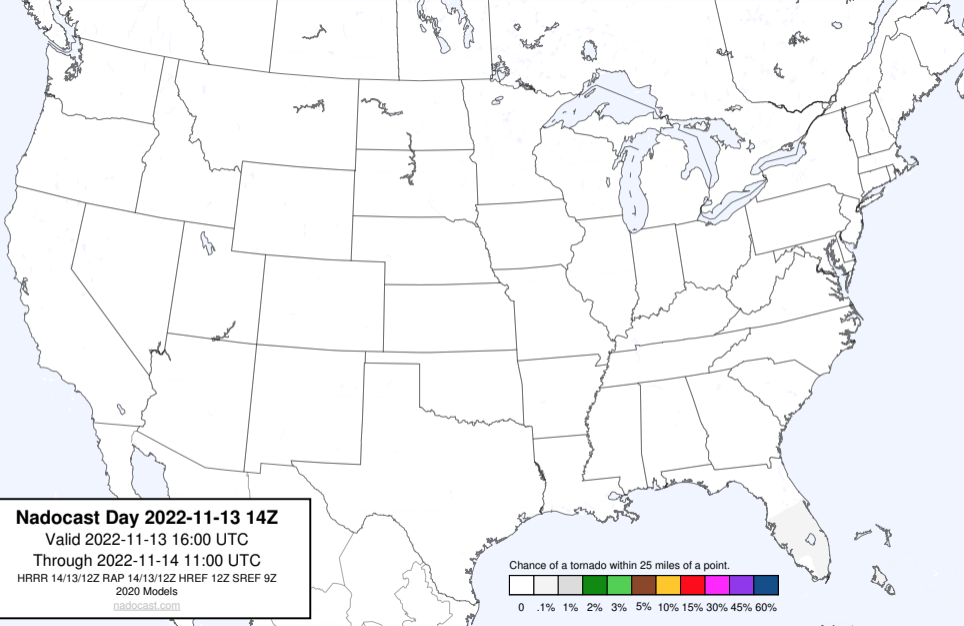 Nadocast Day 2022-11-13 14Z
Valid 2022-11-13 16:00 UTC
Through 2022-11-14 11:00 UTC
HRRR 14/13/12Z RAP 14/13/12Z HREF 12Z SREF 9Z
2020 Models
nadocast.com
Chance of a tornado within 25 miles of a point.
0 .1% 1% 2% 3% 5% 10% 15% 30% 45% 60%